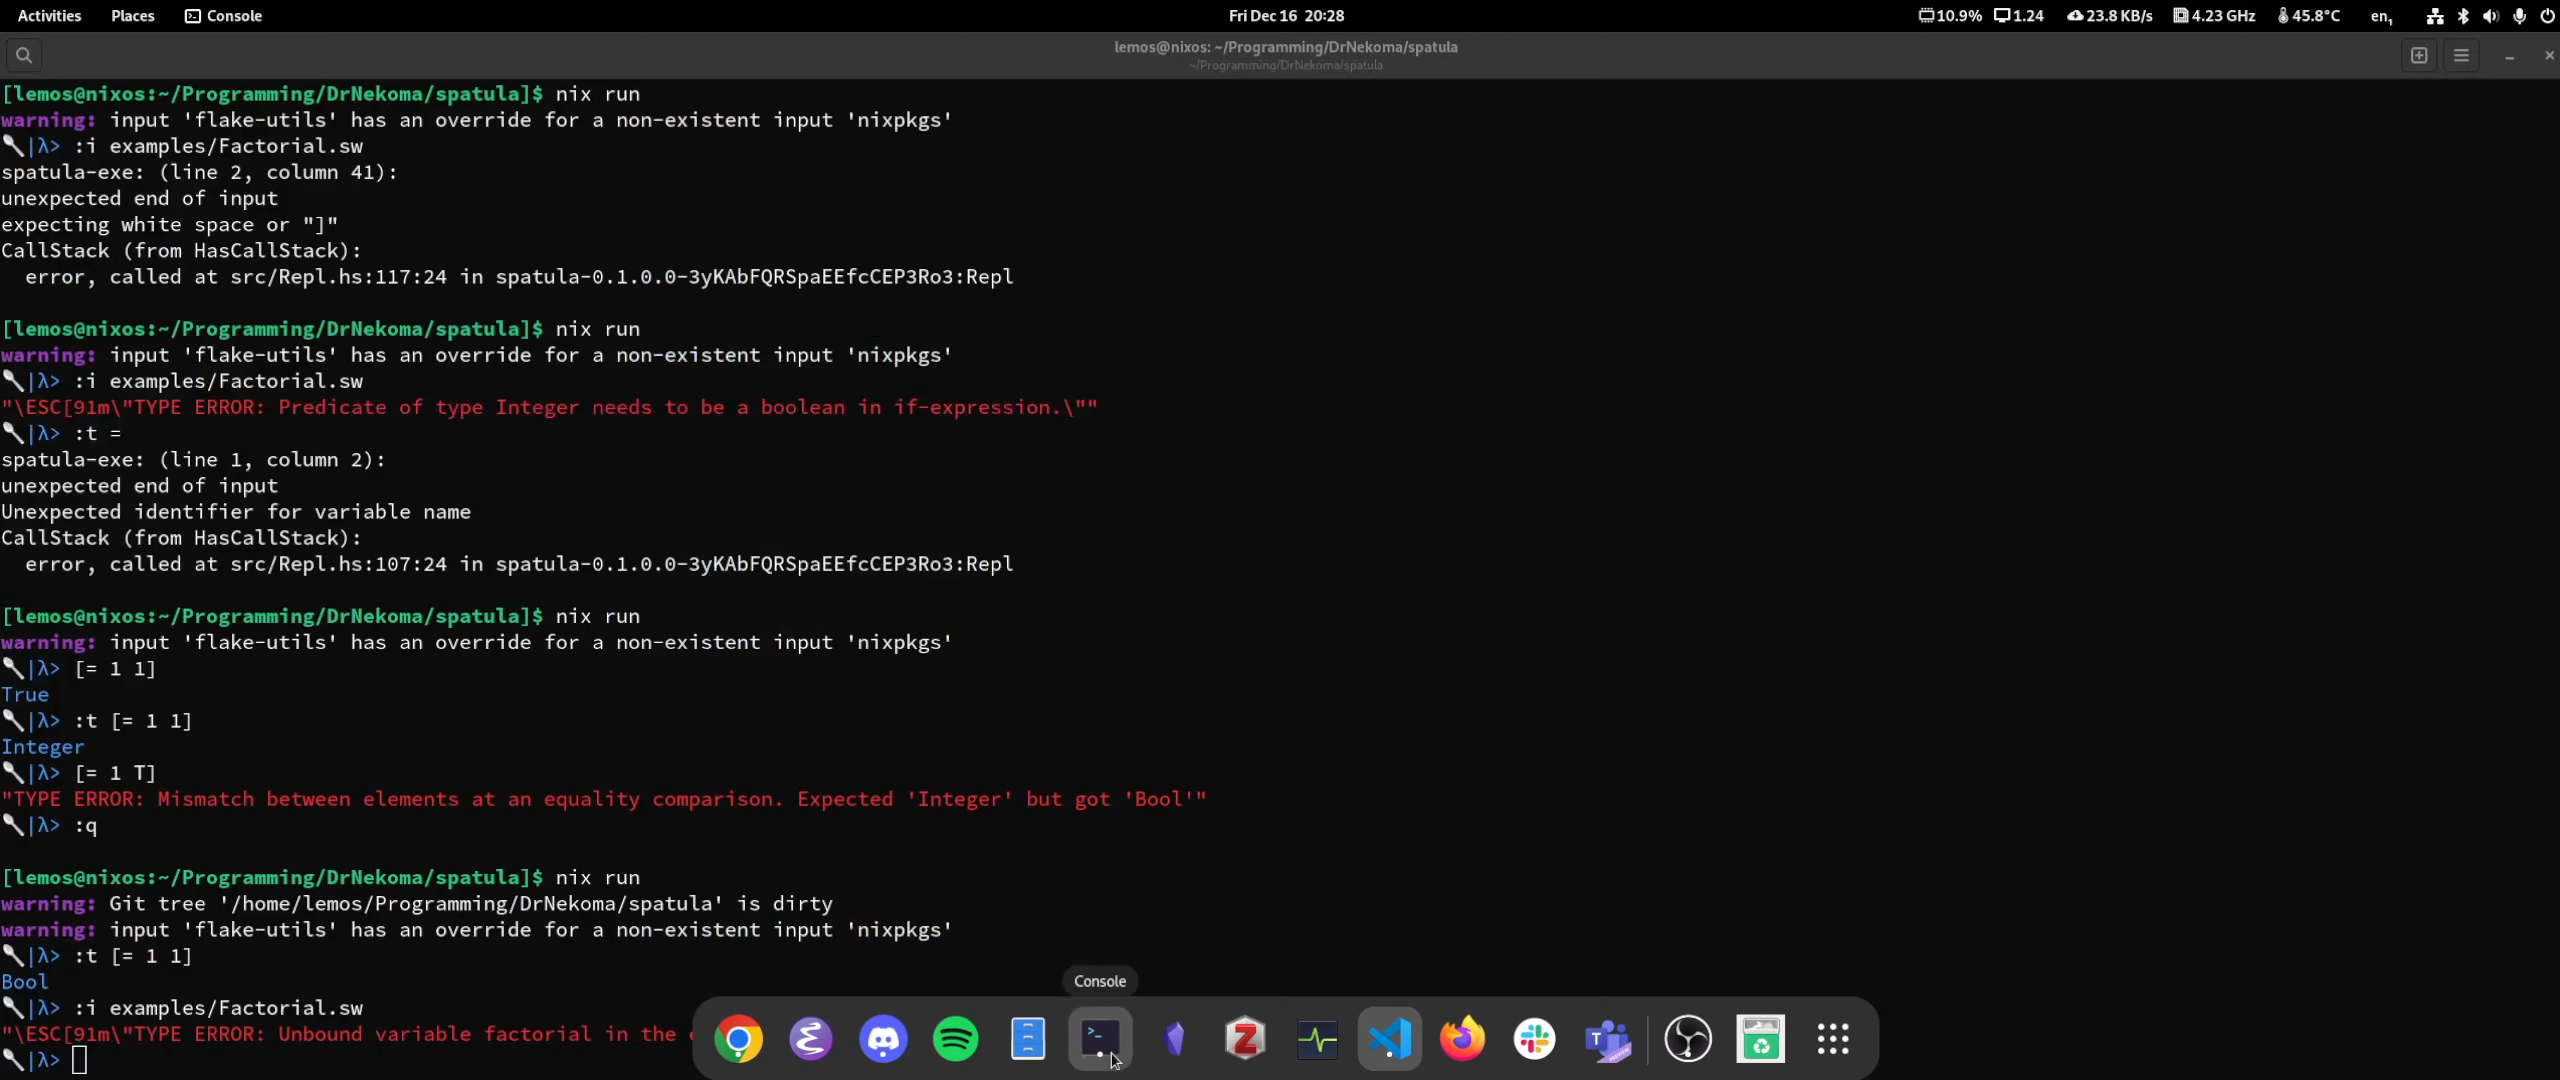 Activities Places Console Fri Dec 16 20:28 10.9% 1.24 23.8 KB/s 4.23 GHz 45.8°C en₁
lemos@nixos: ~/Programming/DrNekoma/spatula
~/Programming/DrNekoma/spatula
[lemos@nixos:~/Programming/DrNekoma/spatula]$ nix run
warning: input 'flake-utils' has an override for a non-existent input 'nixpkgs'
|λ> :i examples/Factorial.sw
spatula-exe: (line 2, column 41):
unexpected end of input
expecting white space or "]"
CallStack (from HasCallStack):
  error, called at src/Repl.hs:117:24 in spatula-0.1.0.0-3yKAbFQRSpaEEfcCEP3Ro3:Repl
[lemos@nixos:~/Programming/DrNekoma/spatula]$ nix run
warning: input 'flake-utils' has an override for a non-existent input 'nixpkgs'
|λ> :i examples/Factorial.sw
"\ESC[91m\"TYPE ERROR: Predicate of type Integer needs to be a boolean in if-expression.\""
|λ> :t =
spatula-exe: (line 1, column 2):
unexpected end of input
Unexpected identifier for variable name
CallStack (from HasCallStack):
  error, called at src/Repl.hs:107:24 in spatula-0.1.0.0-3yKAbFQRSpaEEfcCEP3Ro3:Repl
[lemos@nixos:~/Programming/DrNekoma/spatula]$ nix run
warning: input 'flake-utils' has an override for a non-existent input 'nixpkgs'
|λ> [= 1 1]
True
|λ> :t [= 1 1]
Integer
|λ> [= 1 T]
"TYPE ERROR: Mismatch between elements at an equality comparison. Expected 'Integer' but got 'Bool'"
|λ> :q
[lemos@nixos:~/Programming/DrNekoma/spatula]$ nix run
warning: Git tree '/home/lemos/Programming/DrNekoma/spatula' is dirty
warning: input 'flake-utils' has an override for a non-existent input 'nixpkgs'
|λ> :t [= 1 1]
Bool
Console
|λ> :i examples/Factorial.sw
"\ESC[91m\"TYPE ERROR: Unbound variable factorial in the
|λ>